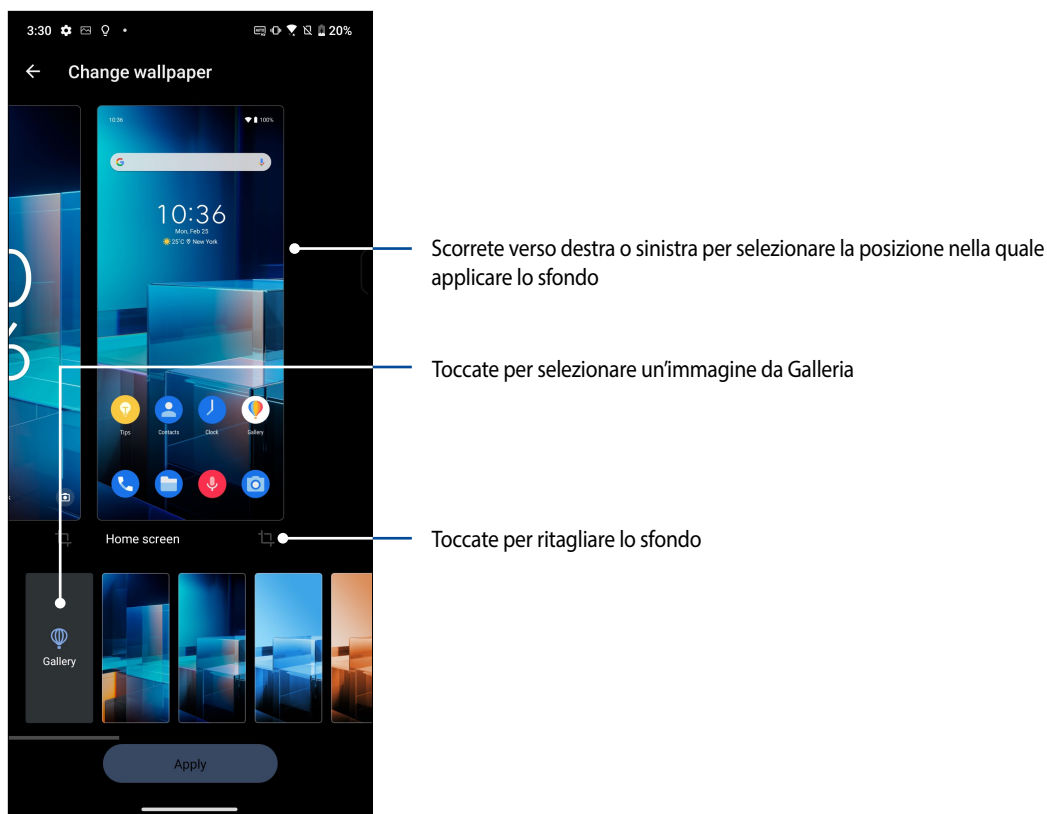 3:30 20%
Change wallpaper
10:36 100%
G
10:36
Mon, Feb 25
25°C New York
Scorrete verso destra o sinistra per selezionare la posizione nella quale
applicare lo sfondo
Toccate per selezionare un'immagine da Galleria
Tips Contacts Clock Gallery
Home screen
Toccate per ritagliare lo sfondo
Gallery
Apply